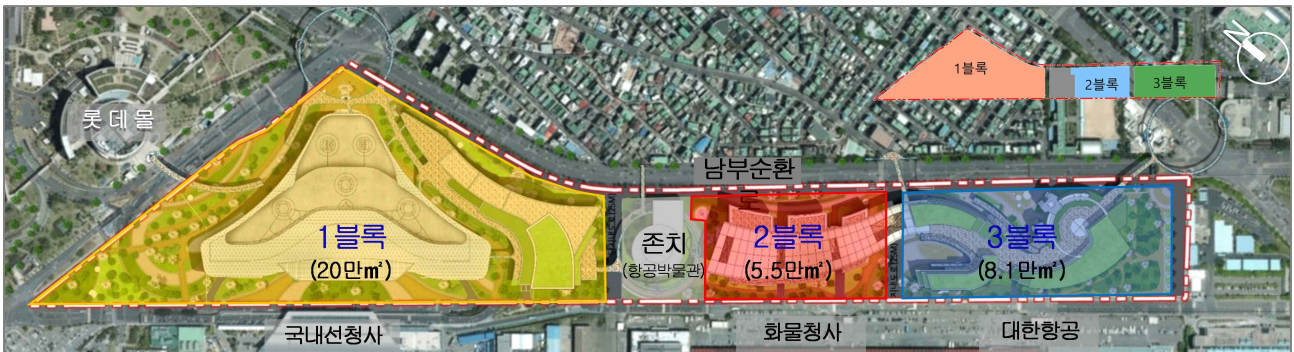 롯데몰
1블록
2블록
3블록
N
남부순환
로
1블록
(20만㎡)
존치
(항공박물관)
2블록
(5.5만㎡)
3블록
(8.1만㎡)
국내선청사
화물청사
대한항공